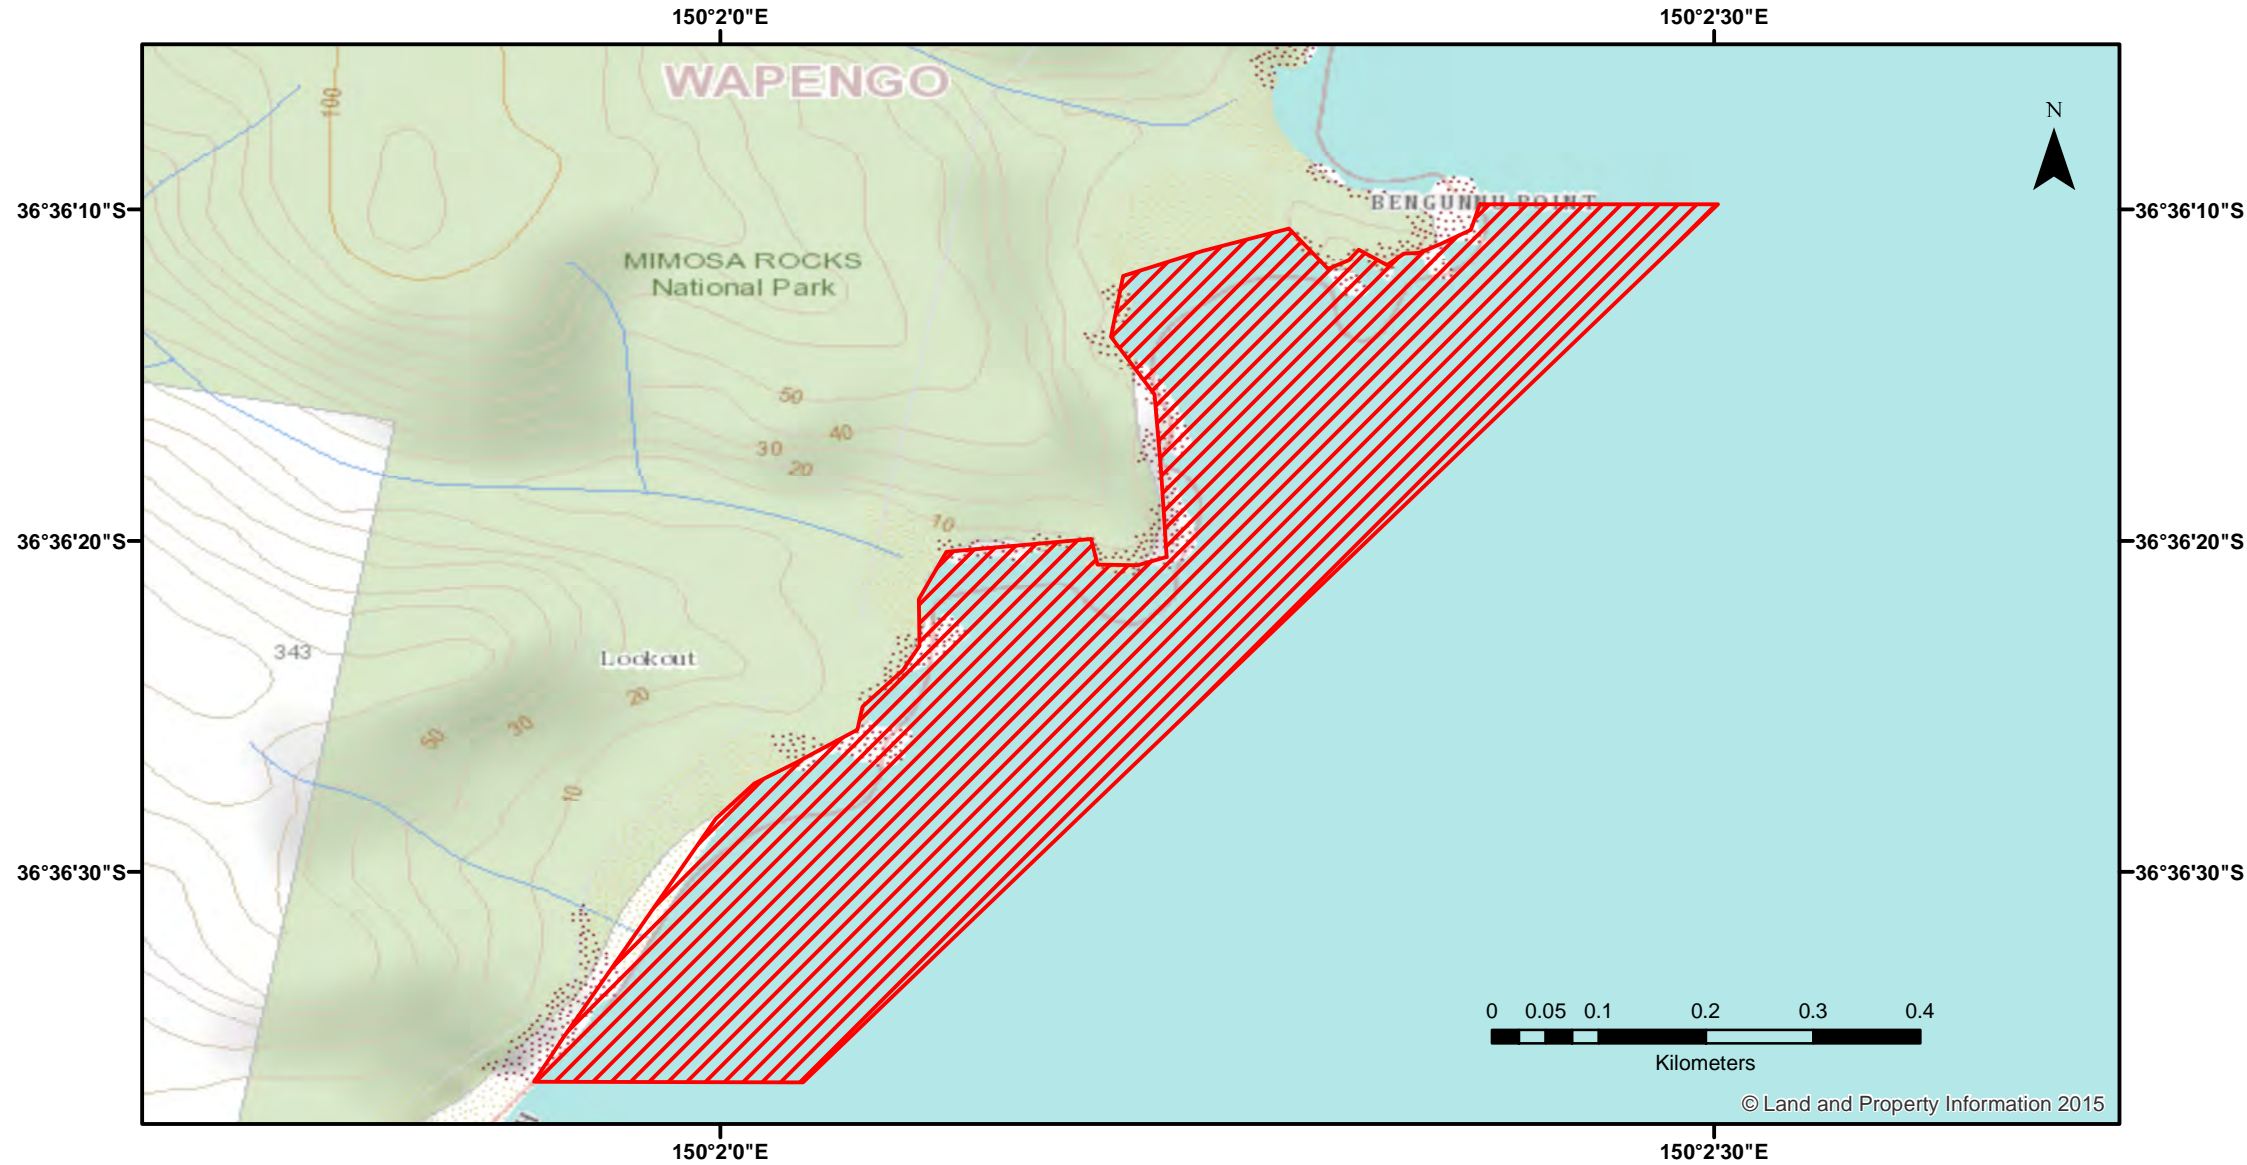 150°2'0"E
150°2'30"E
WAPENGO
100
N
BENGUNNU POINT
36°36'10"S
36°36'10"S
MIMOSA ROCKS
National Park
50
40
30
20
10
36°36'20"S
36°36'20"S
343
Lookout
20
30
50
10
36°36'30"S
36°36'30"S
0 0.05 0.1 0.2 0.3 0.4
Kilometers
© Land and Property Information 2015
150°2'0"E
150°2'30"E